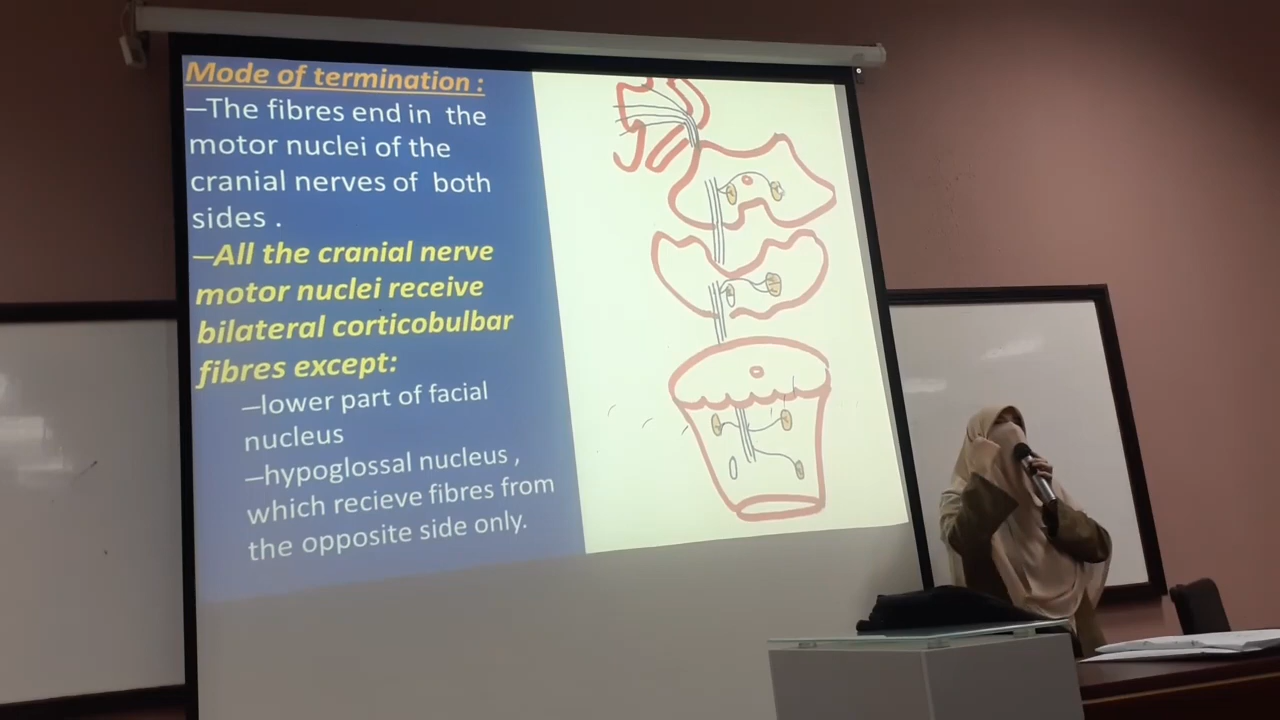 Mode of termination :
—The fibres end in the
motor nuclei of the
cranial nerves of both
sides .
—All the cranial nerve
motor nuclei receive
bilateral corticobulbar
fibres except:
—lower part of facial
nucleus
—hypoglossal nucleus ,
which recieve fibres from
the opposite side only.